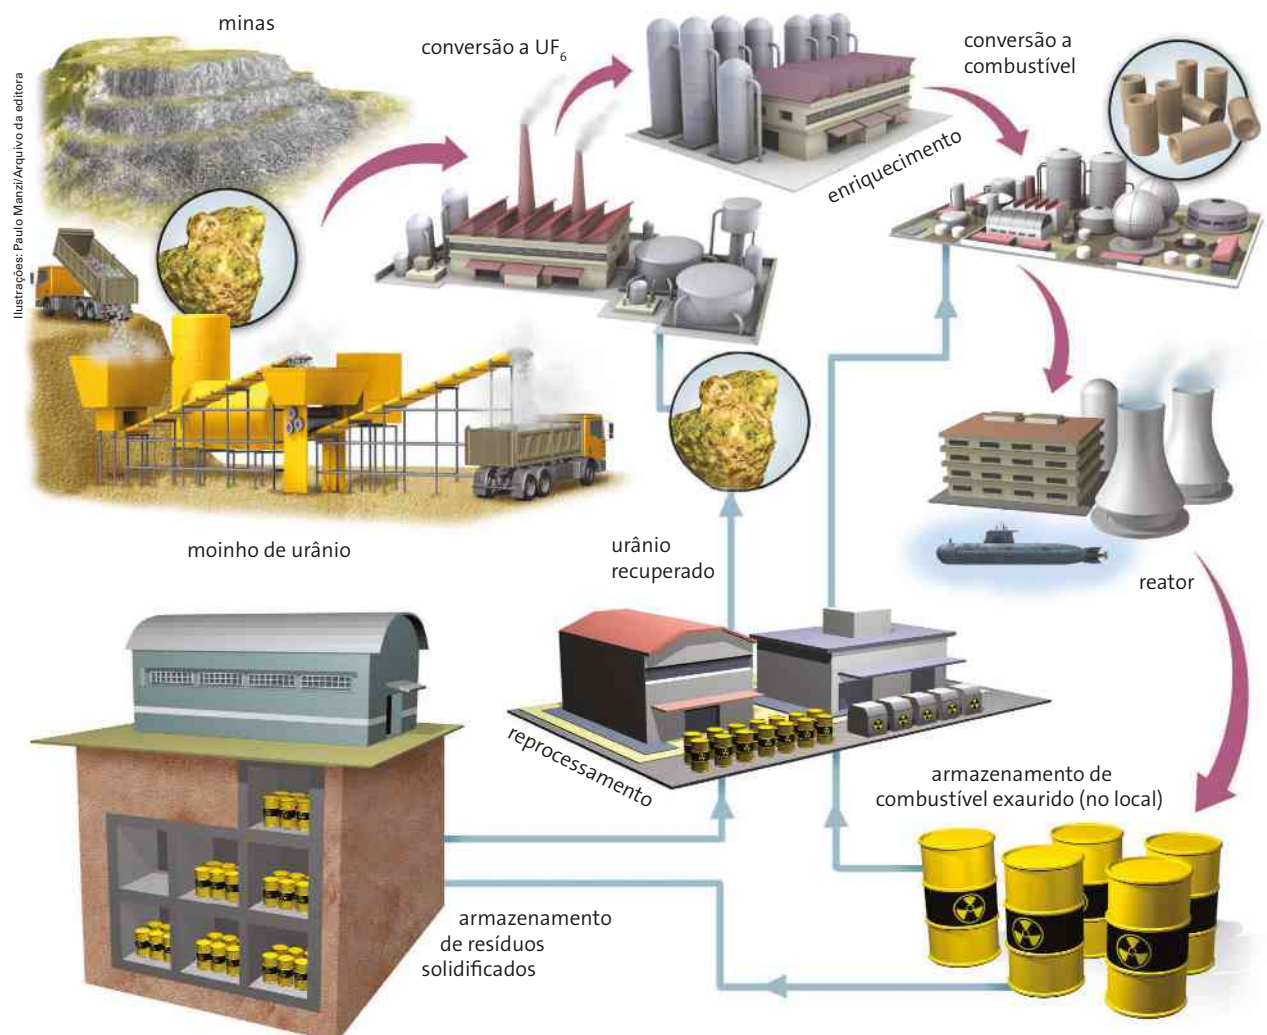 minas
conversão a UF₆
conversão a
combustível
Ilustrações: Paulo Manzi/Arquivo da editora
enriquecimento
moinho de urânio
urânio
recuperado
reator
reprocessamento
armazenamento de
combustível exaurido (no local)
armazenamento
de resíduos
solidificados